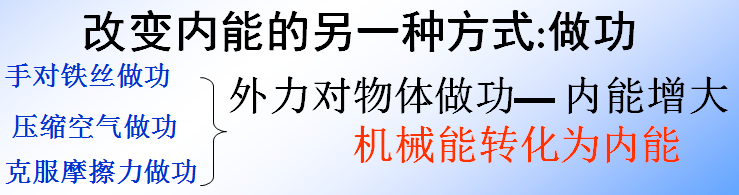 改变内能的另一种方式:做功
手对铁丝做功
压缩空气做功
克服摩擦力做功
外力对物体做功— 内能增大
机械能转化为内能